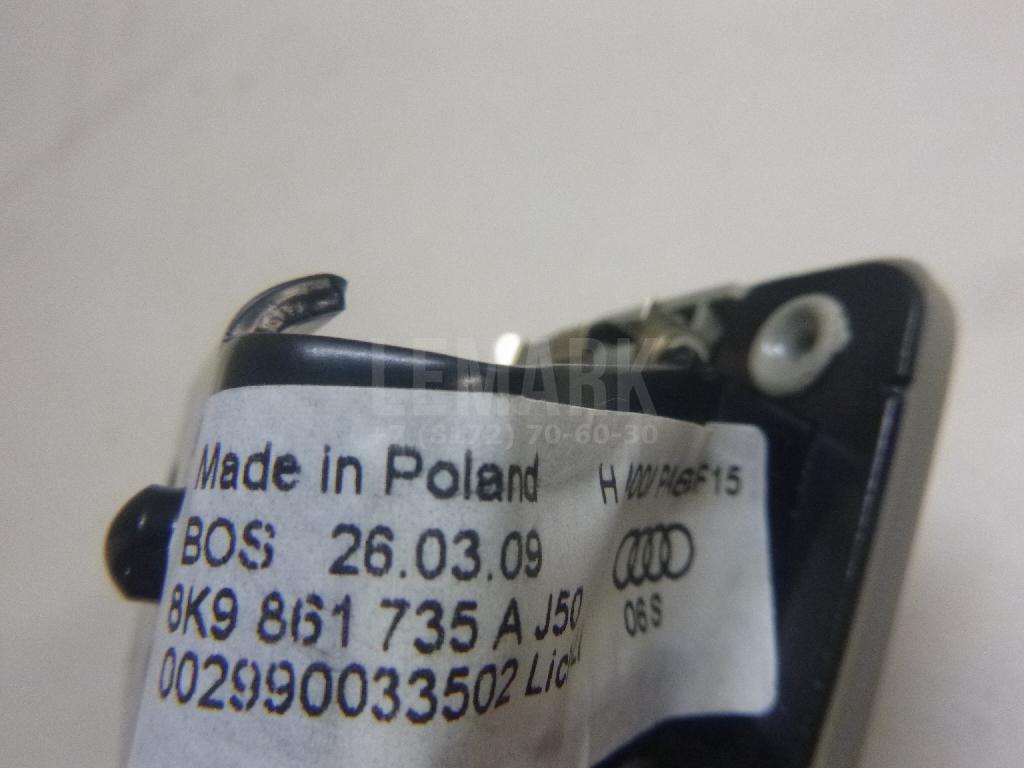 LEMARK
+7 (8172) 70-60-30
Made in Poland
H
BOS 26.03.09
06S
8K9 861 735 A J50
002990033502